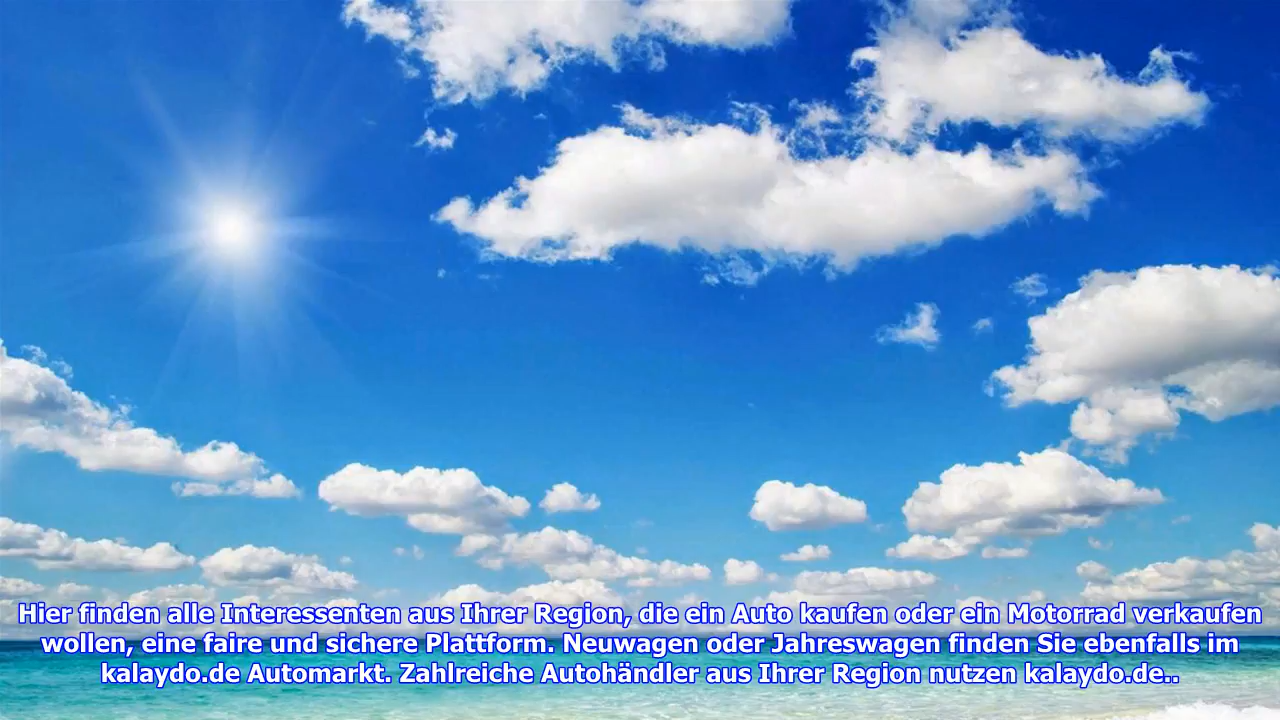 Hier finden alle Interessenten aus Ihrer Region, die ein Auto kaufen oder ein Motorrad verkaufen
wollen, eine faire und sichere Plattform. Neuwagen oder Jahreswagen finden Sie ebenfalls im
kalaydo.de Automarkt. Zahlreiche Autohändler aus Ihrer Region nutzen kalaydo.de..